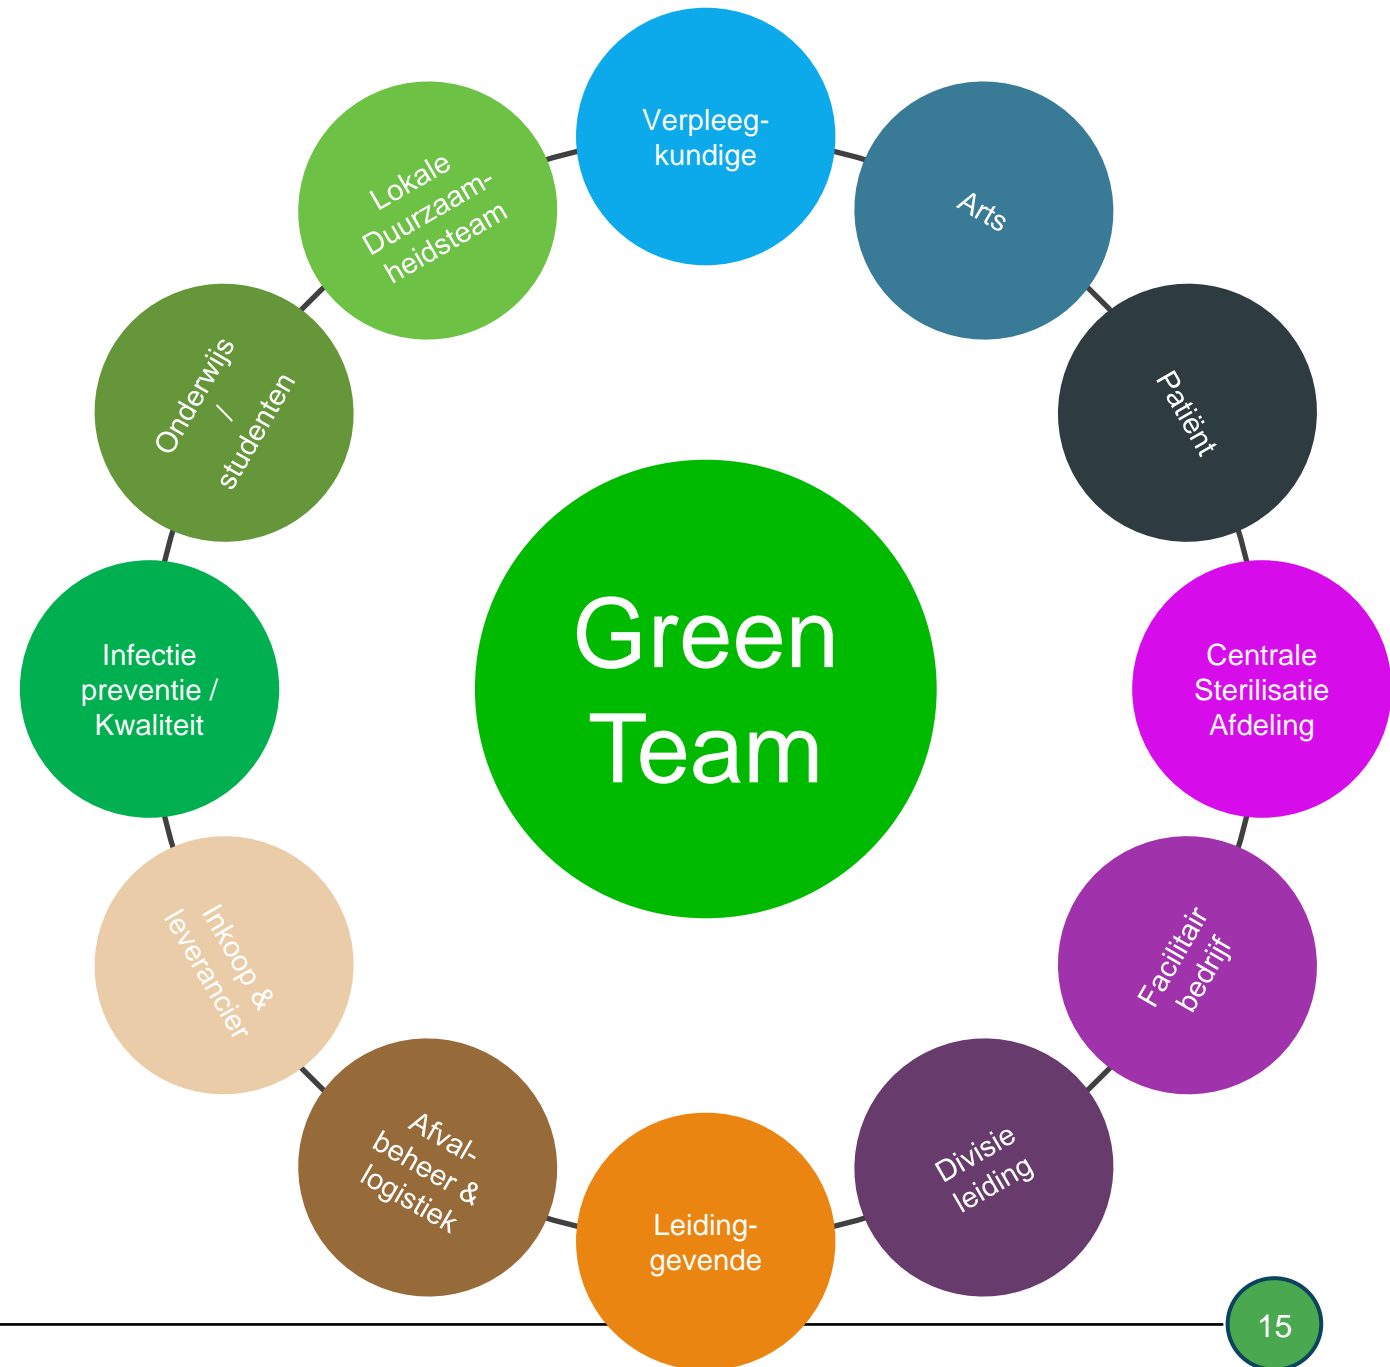 Verpleeg-
kundige
Arts
Patiënt
Centrale
Sterilisatie
Afdeling
Facilitair
bedrijf
Divisie
leiding
Leiding-
gevende
Afval-
beheer &
logistiek
Inkoop &
leverancier
Infectie
preventie /
Kwaliteit
Onderwijs
/
studenten
Lokale
Duurzaam-
heidsteam
Green
Team
15